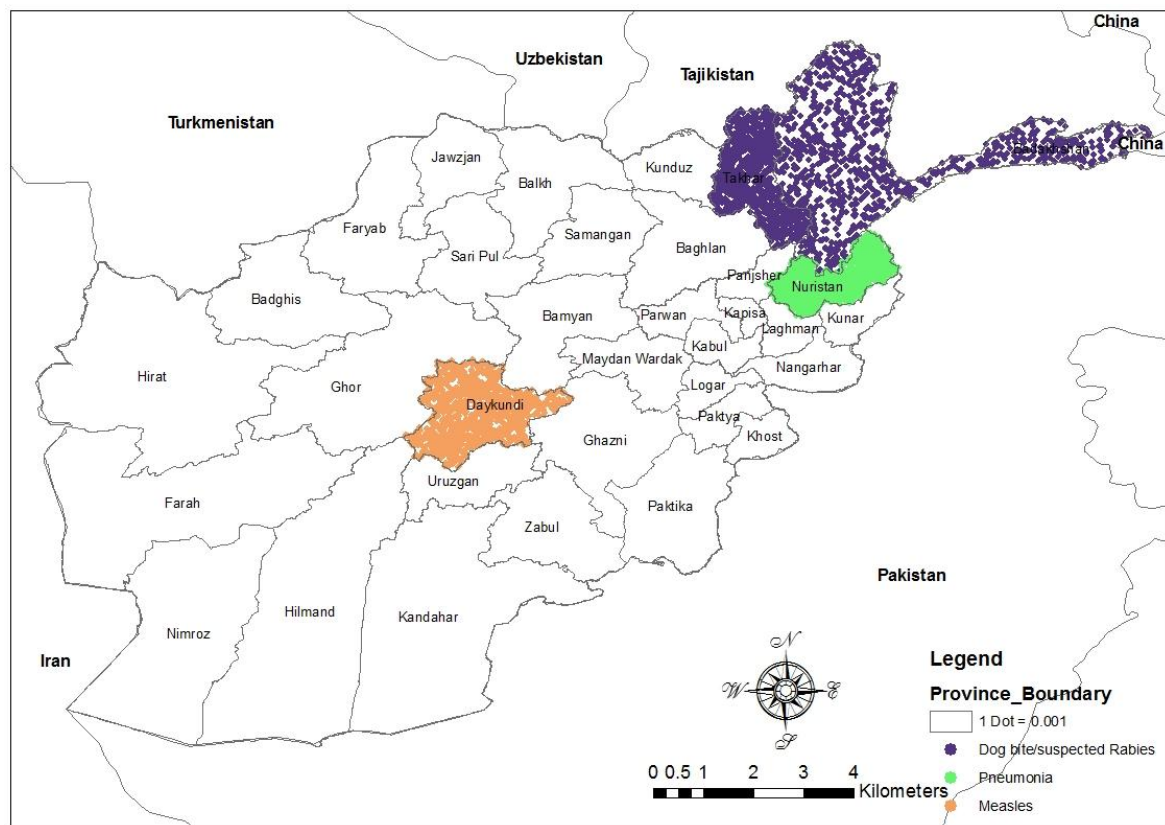 China
Uzbekistan
Tajikistan
Turkmenistan
China
Badakhshan
Jawzjan
Kunduz
Takhar
Balkh
Faryab
Samangan
Baghlan
Sari Pul
Panjsher
Nuristan
Badghis
Bamyan
Parwan
Kapisa
Kunar
Laghman
Kabul
Maydan Wardak
Nangarhar
Hirat
Ghor
Logar
Daykundi
Paktya
Khost
Ghazni
Uruzgan
Farah
Paktika
Zabul
Pakistan
Hilmand
Kandahar
Nimroz
Iran
N
W
E
S
Legend
Province_Boundary
1 Dot = 0.001
Dog bite/suspected Rabies
Pneumonia
Measles
0 0.5 1 2 3 4
Kilometers